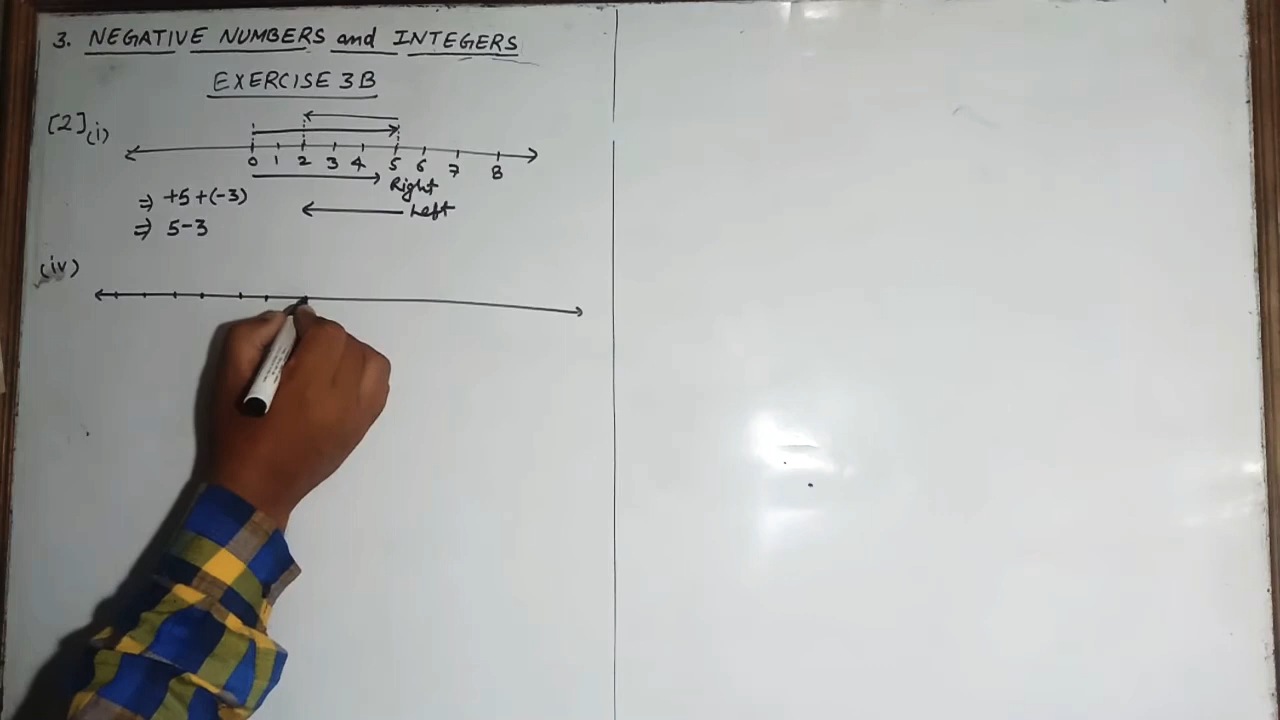 3. NEGATIVE NUMBERS and INTEGERS
EXERCISE 3B
[2](i)
0 1 2 3 4 5 6 7 8
Right
⇒ +5+(-3)
Left
⇒ 5-3
(iv)